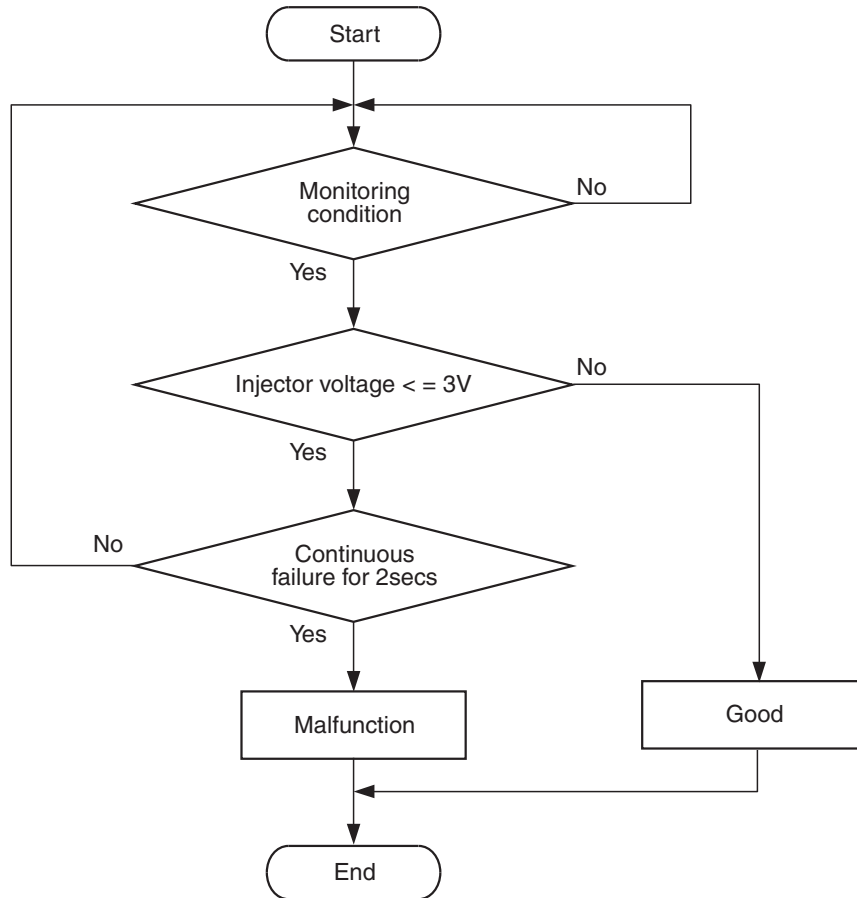 Start
Monitoring
condition
No
Yes
Injector voltage < = 3V
No
Yes
No
Continuous
failure for 2secs
Yes
Malfunction
Good
End